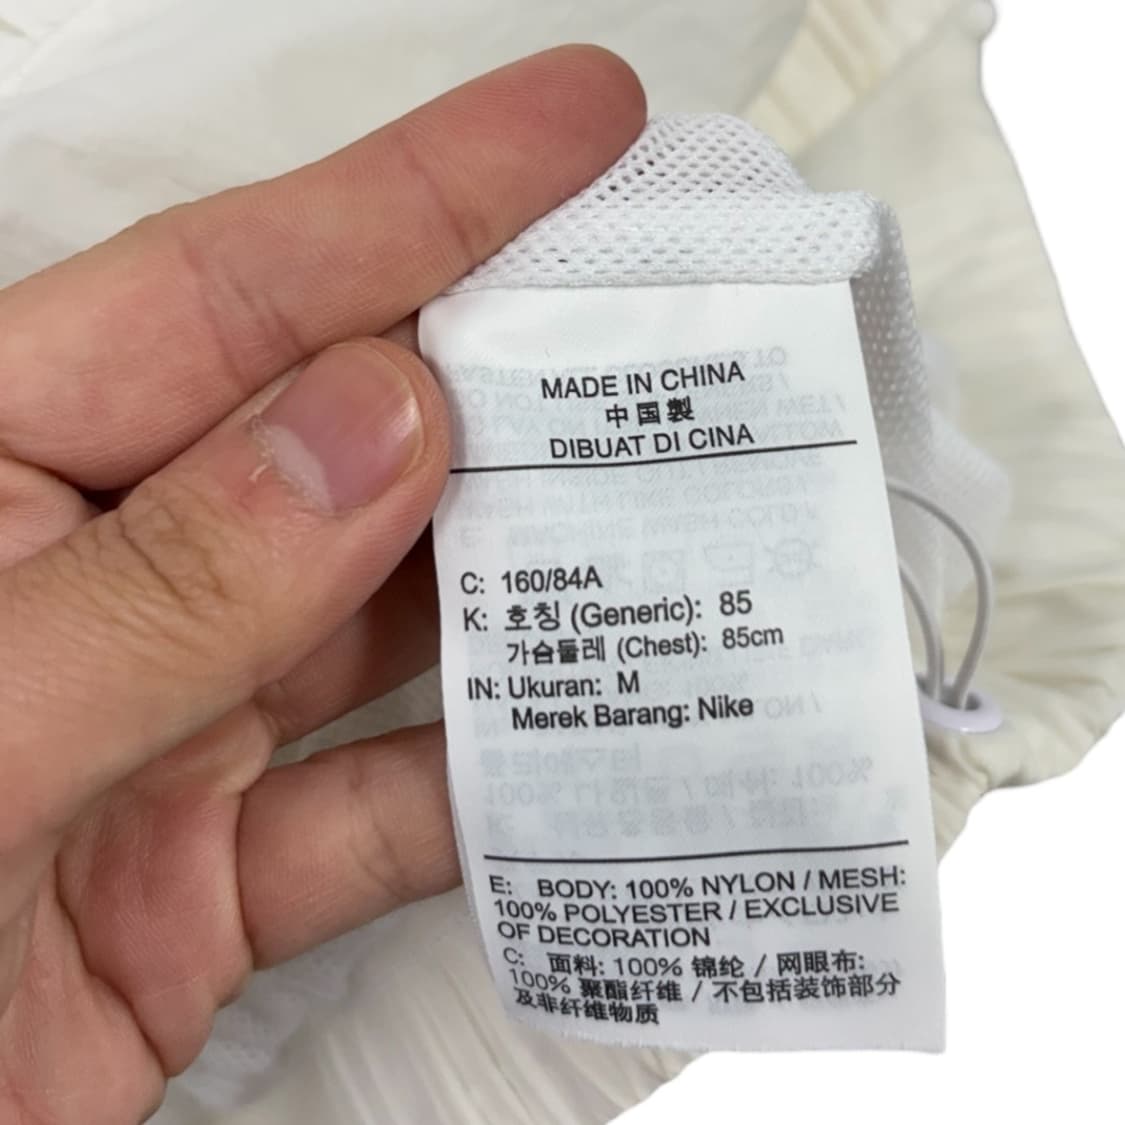 MADE IN CHINA
中国製
DIBUAT DI CINA
C: 160/84A
K: 호칭 (Generic): 85
가슴둘레 (Chest): 85cm
IN: Ukuran: M
Merek Barang: Nike
E: BODY: 100% NYLON / MESH:
100% POLYESTER / EXCLUSIVE
OF DECORATION
C: 面料: 100% 锦纶 / 网眼布:
100% 聚酯纤维 / 不包括装饰部分
及非纤维物质